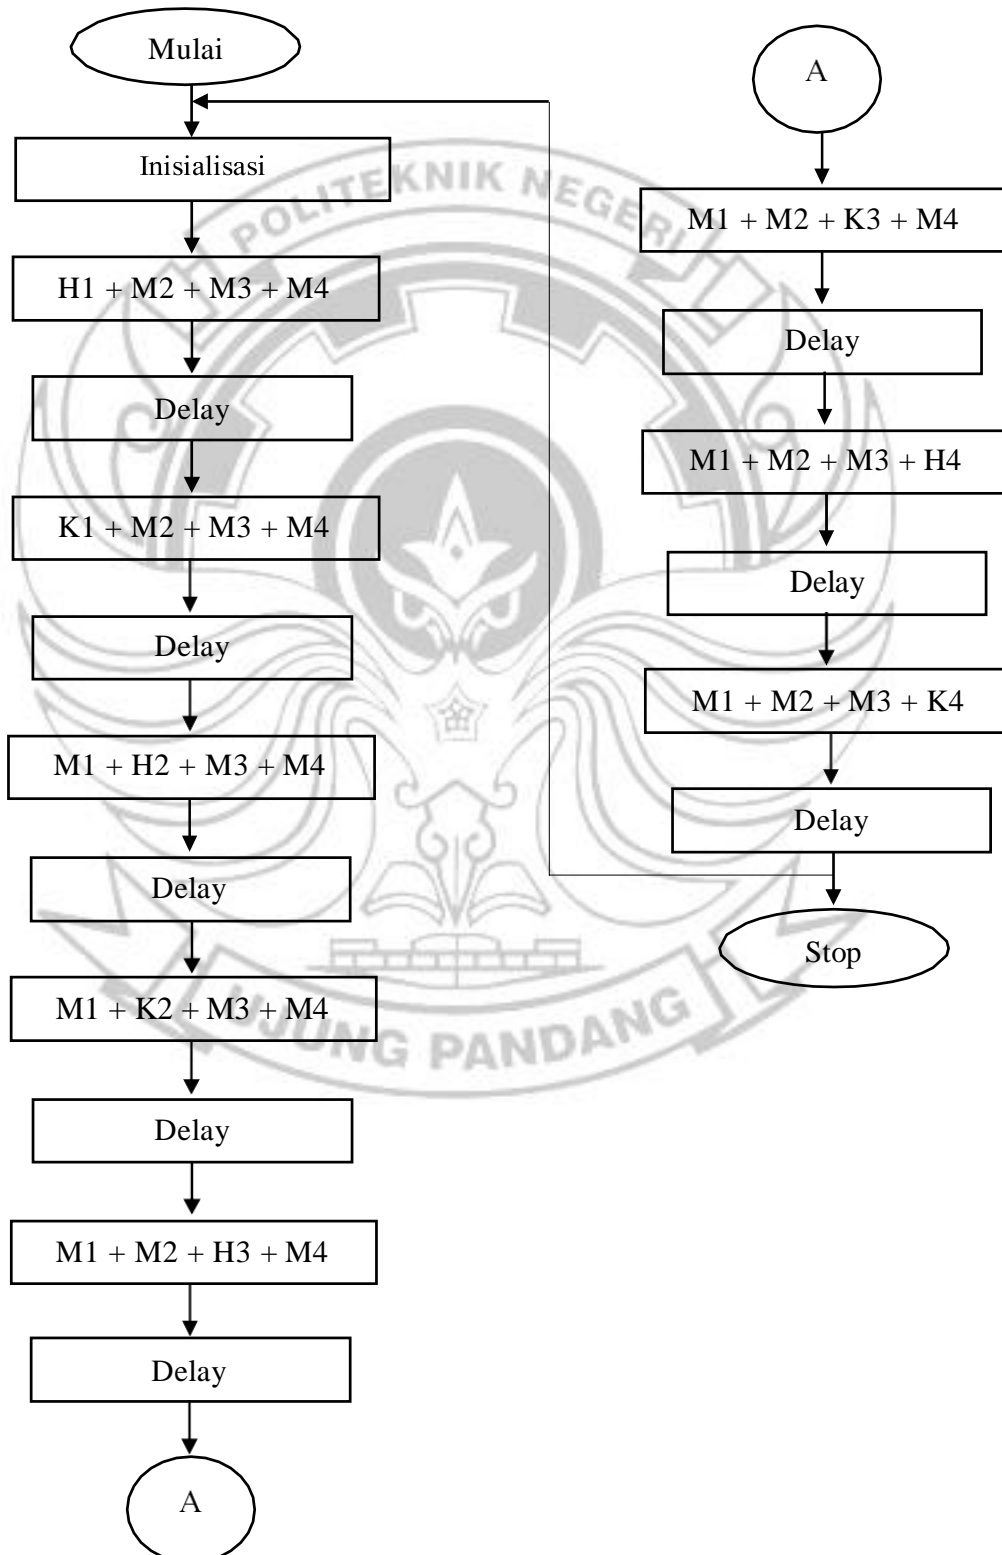 Mulai
Inisialisasi
H1 + M2 + M3 + M4
Delay
K1 + M2 + M3 + M4
Delay
M1 + H2 + M3 + M4
Delay
M1 + K2 + M3 + M4
Delay
M1 + M2 + H3 + M4
Delay
A
A
M1 + M2 + K3 + M4
Delay
M1 + M2 + M3 + H4
Delay
M1 + M2 + M3 + K4
Delay
Stop
POLITEKNIK NEGERI
UJUNG PANDANG